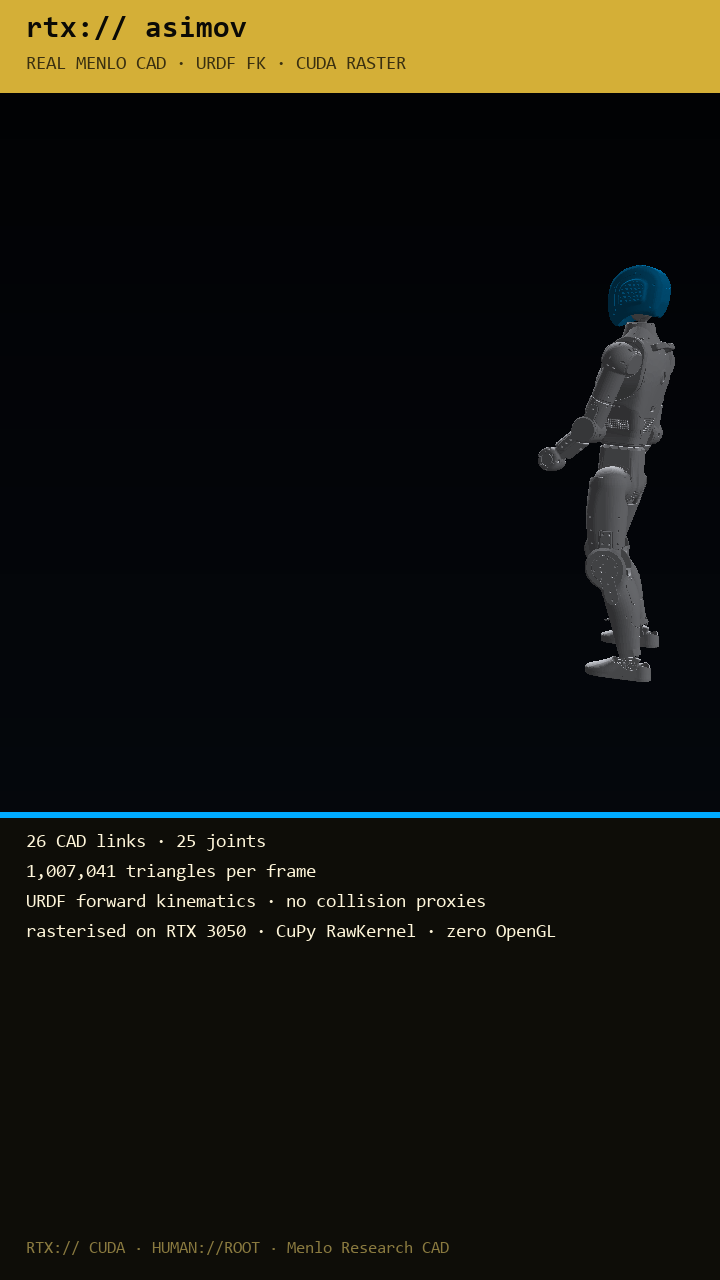 rtx:// asimov
REAL MENLO CAD · URDF FK · CUDA RASTER
26 CAD links · 25 joints
1,007,041 triangles per frame
URDF forward kinematics · no collision proxies
rasterised on RTX 3050 · CuPy RawKernel · zero OpenGL
RTX:// CUDA · HUMAN://ROOT · Menlo Research CAD